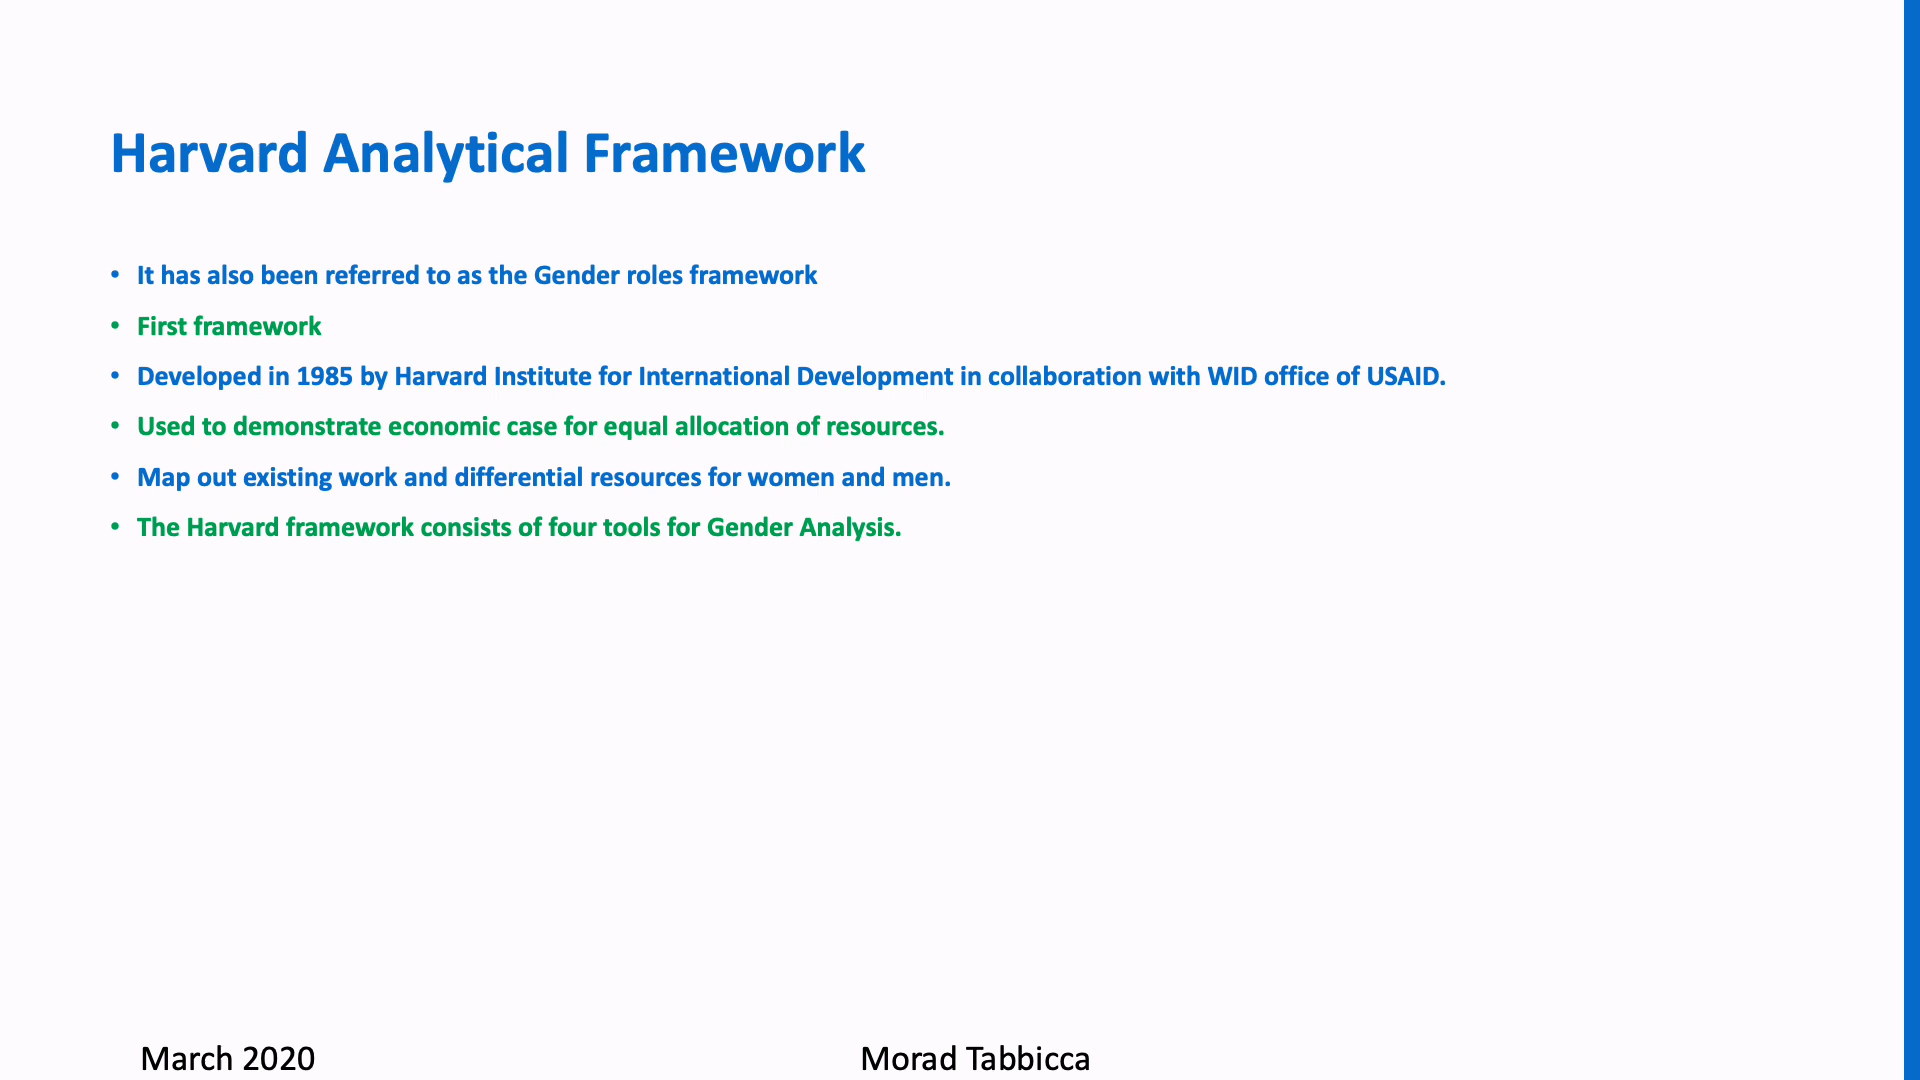 Harvard Analytical Framework
• It has also been referred to as the Gender roles framework
• First framework
• Developed in 1985 by Harvard Institute for International Development in collaboration with WID office of USAID.
• Used to demonstrate economic case for equal allocation of resources.
• Map out existing work and differential resources for women and men.
• The Harvard framework consists of four tools for Gender Analysis.
March 2020
Morad Tabbicca